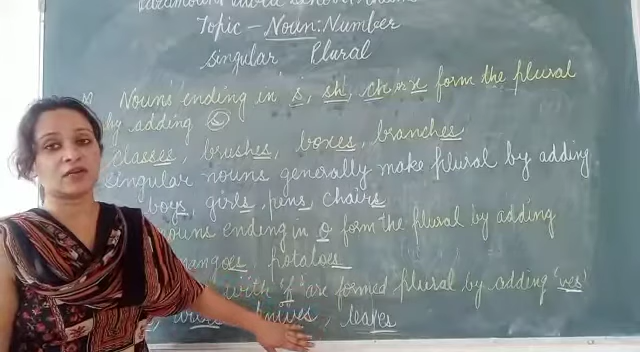 Topic - Noun: Number
Singular Plural
Nouns ending in s, sh, ch or x form the plural
by adding
classes, brushes, boxes, branches
Singular nouns generally make plural by adding
boys, girls, pens, chairs
nouns ending in o form the plural by adding
mangoes potatoes
with "f" are formed plural by adding "ves"
knives, leaves